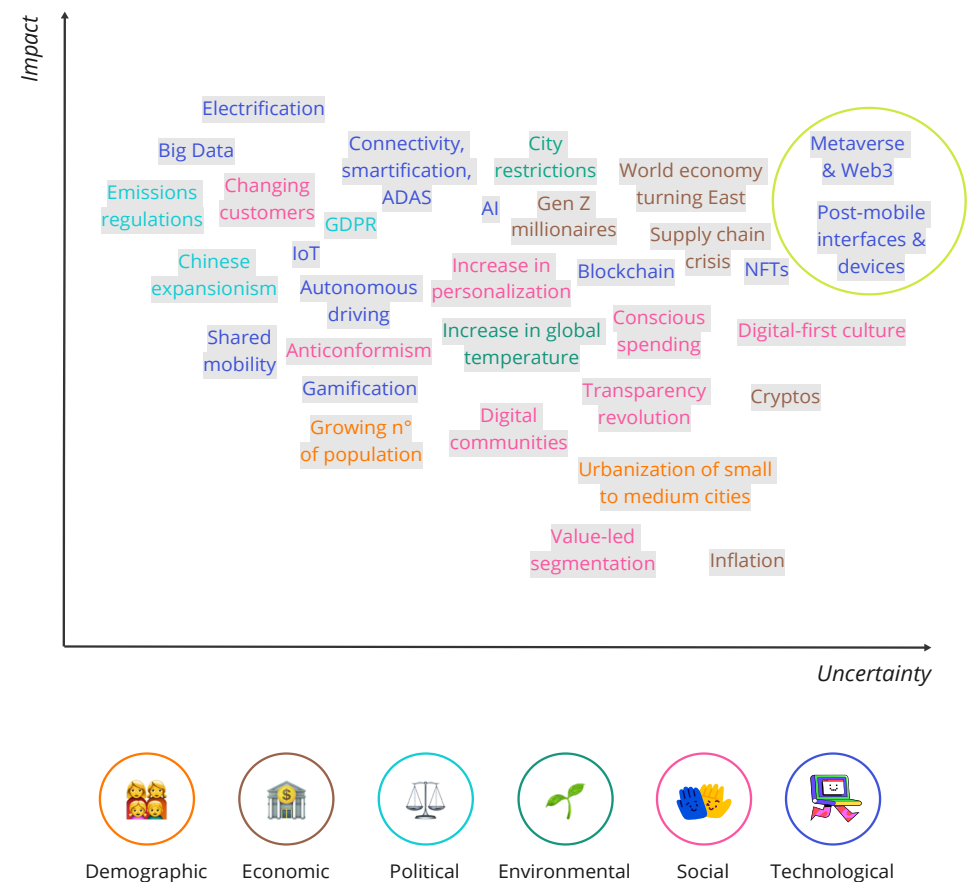 Impact
Electrification
Big Data
Connectivity,
smartification,
ADAS
City
restrictions
Metaverse
& Web3
World economy
turning East
Emissions
regulations
Changing
customers
GDPR
AI
Gen Z
millionaires
Post-mobile
interfaces &
devices
Supply chain
crisis
IoT
Chinese
expansionism
Increase in
personalization
Blockchain
NFTs
Autonomous
driving
Shared
mobility
Anticonformism
Increase in global
temperature
Conscious
spending
Digital-first culture
Gamification
Transparency
revolution
Cryptos
Growing n°
of population
Digital
communities
Urbanization of small
to medium cities
Value-led
segmentation
Inflation
Uncertainty
Demographic
Economic
Political
Environmental
Social
Technological